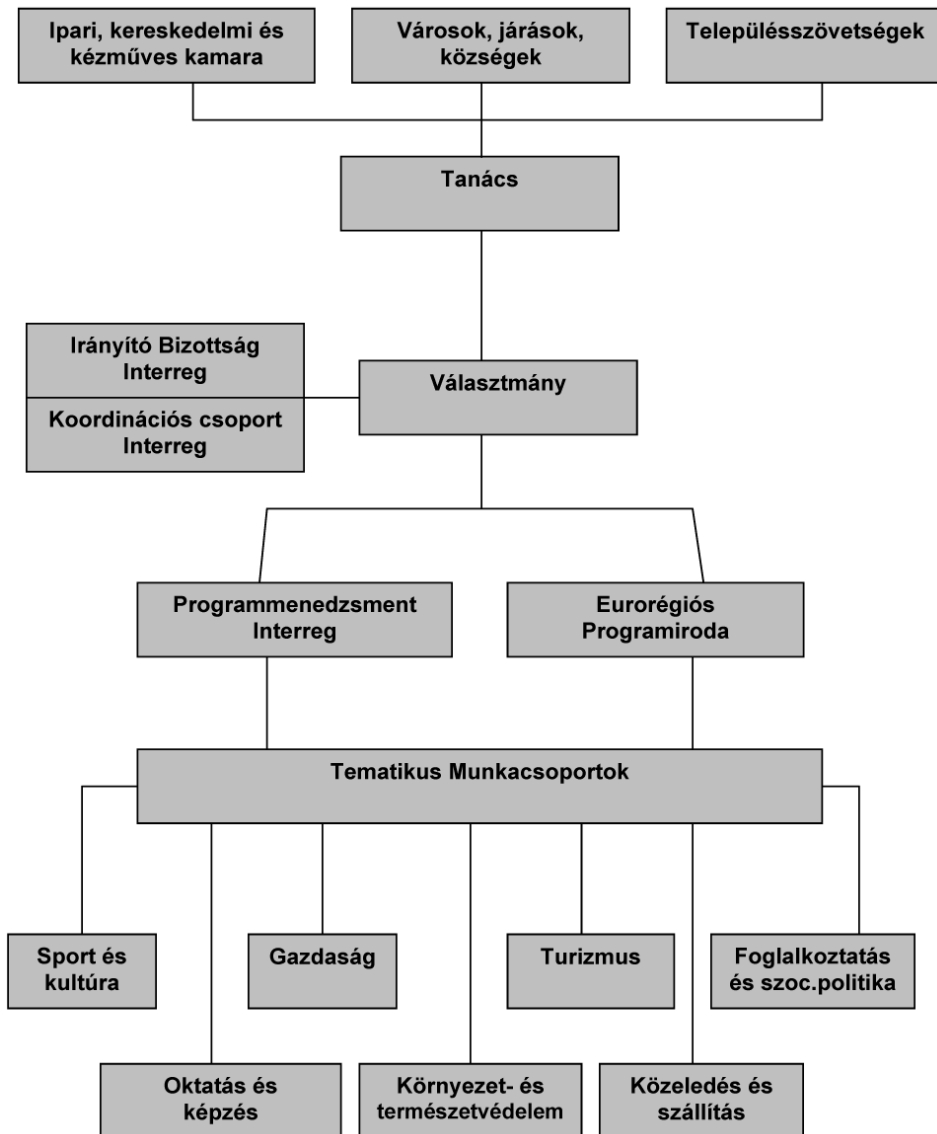 Ipari, kereskedelmi és
kézműves kamara
Városok, járások,
községek
Településszövetségek
Tanács
Irányító Bizottság
Interreg
Koordinációs csoport
Interreg
Választmány
Programmenedzsment
Interreg
Eurorégiós
Programiroda
Tematikus Munkacsoportok
Sport és
kultúra
Gazdaság
Turizmus
Foglalkoztatás
és szoc.politika
Oktatás és
képzés
Környezet- és
természetvédelem
Közeledés és
szállítás